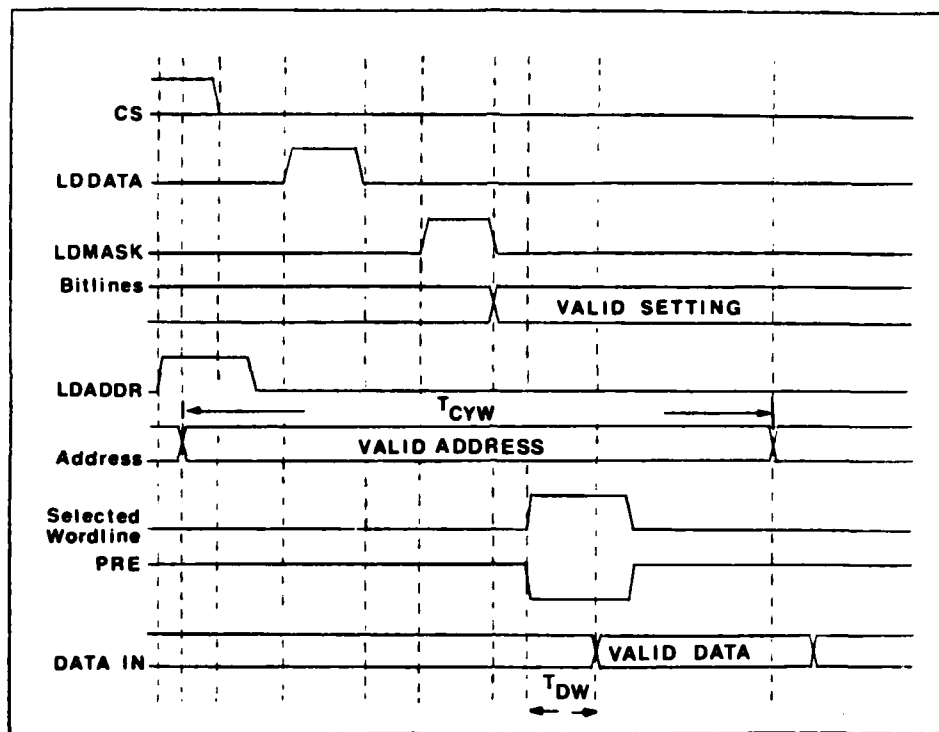 CS
LDDATA
LDMASK
Bitlines
VALID SETTING
LDADDR
TCYW
VALID ADDRESS
Address
Selected
Wordline
PRE
VALID DATA
DATA IN
TDW